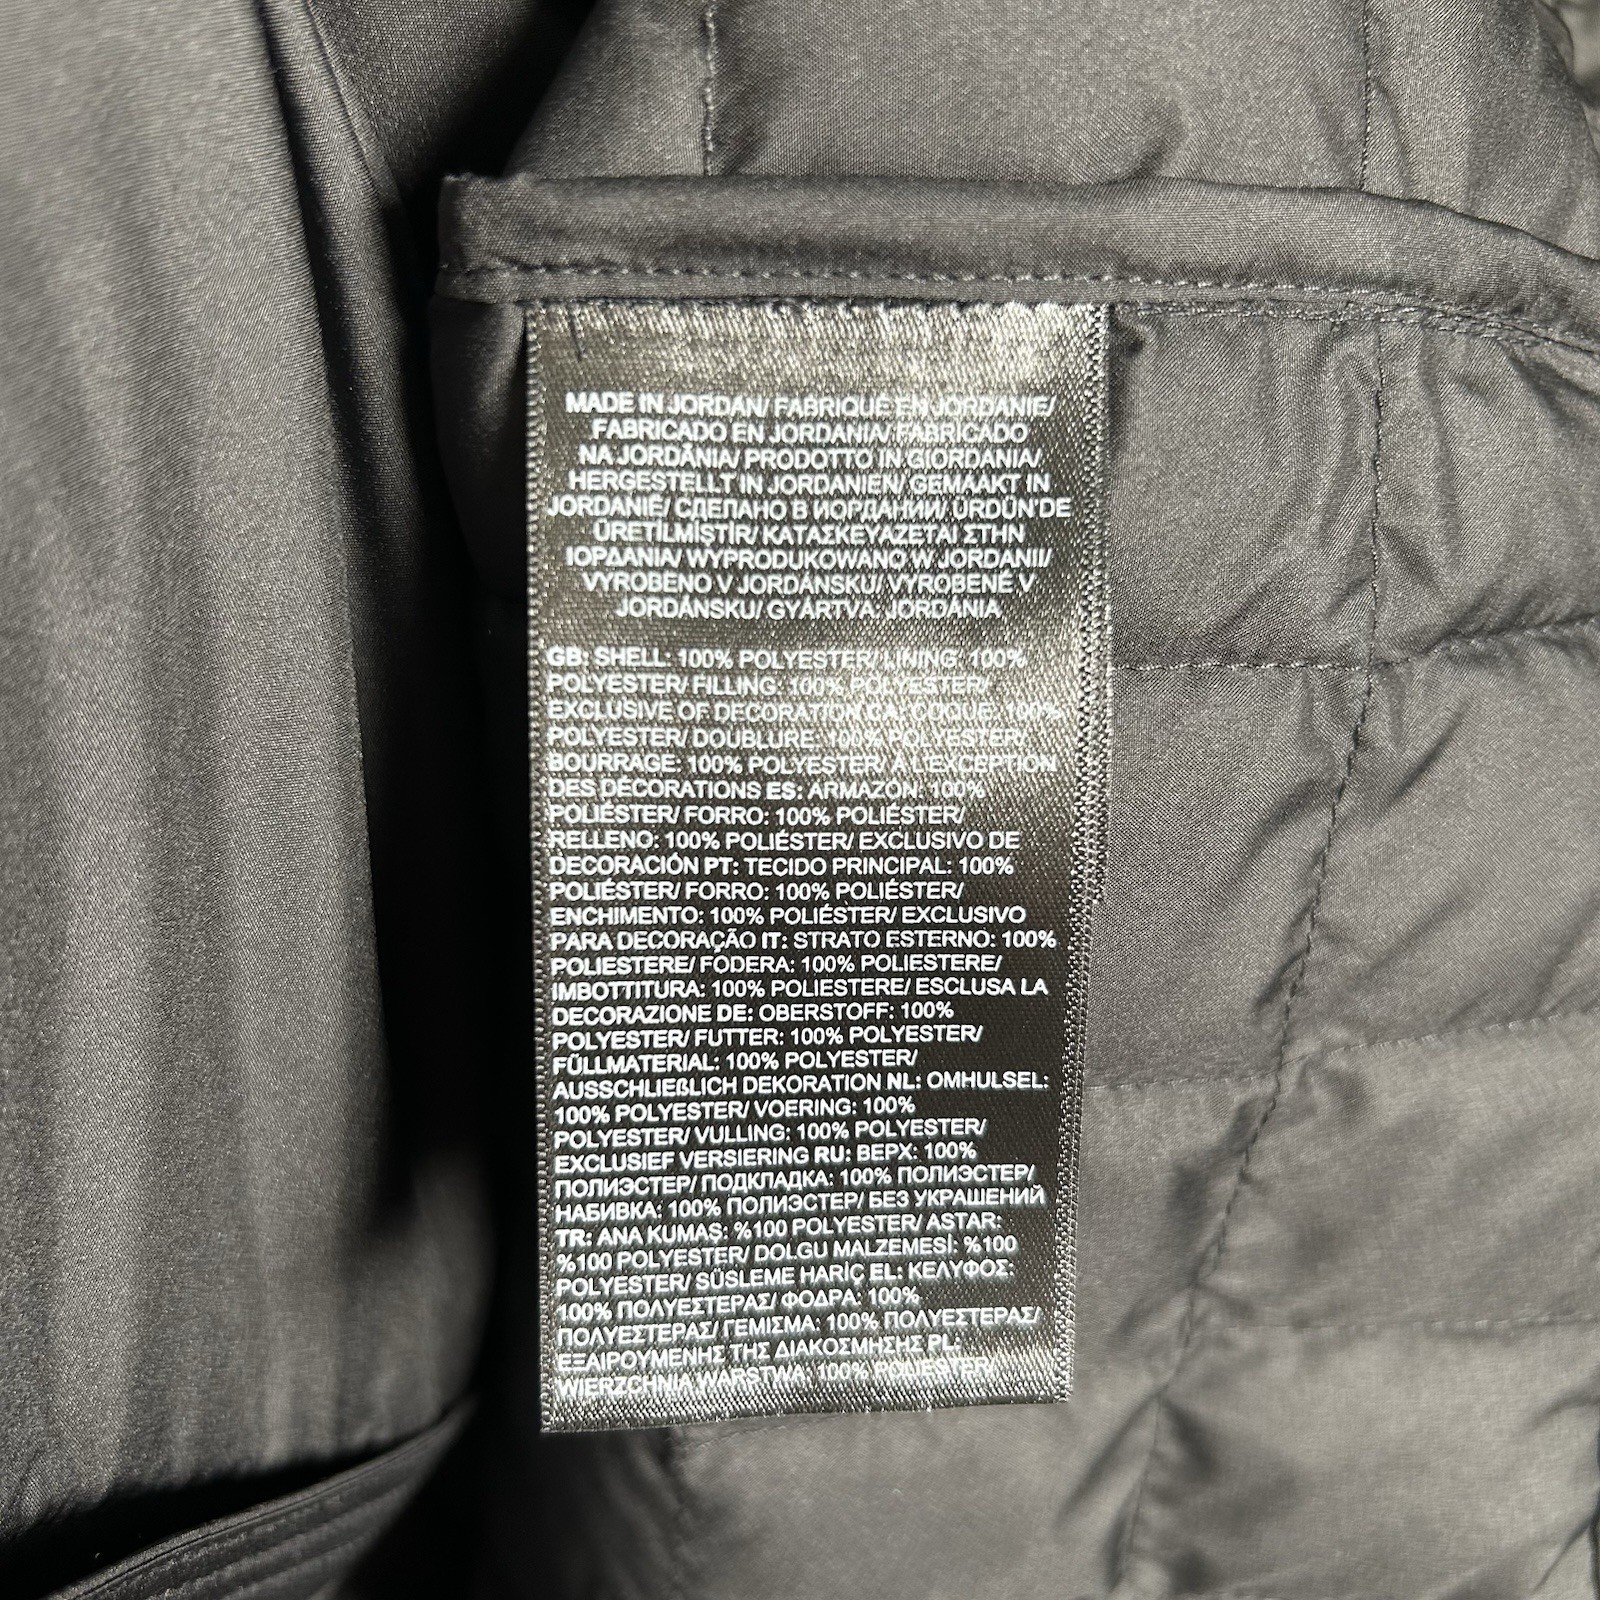 MADE IN JORDAN/ FABRIQUÉ EN JORDANIE/
FABRICADO EN JORDANIA/ FABRICADO
NA JORDÂNIA/ PRODOTTO IN GIORDANIA/
HERGESTELLT IN JORDANIEN/ GEMAAKT IN
JORDANIË/ СДЕЛАНО В ИОРДАНИИ/ ÜRDÜN'DE
ÜRETİLMİŞTİR/ ΚΑΤΑΣΚΕΥΑΖΕΤΑΙ ΣΤΗΝ
ΙΟΡΔΑΝΙΑ/ WYPRODUKOWANO W JORDANII/
VYROBENO V JORDÁNSKU/ VYROBENÉ V
JORDÁNSKU/ GYÁRTVA: JORDÁNIA
GB: SHELL: 100% POLYESTER/ LINING: 100%
POLYESTER/ FILLING: 100% POLYESTER/
EXCLUSIVE OF DECORATION CA: COQUE: 100%
POLYESTER/ DOUBLURE: 100% POLYESTER/
BOURRAGE: 100% POLYESTER/ À L'EXCEPTION
DES DÉCORATIONS ES: ARMAZÓN: 100%
POLIÉSTER/ FORRO: 100% POLIÉSTER/
RELLENO: 100% POLIÉSTER/ EXCLUSIVO DE
DECORACIÓN PT: TECIDO PRINCIPAL: 100%
POLIÉSTER/ FORRO: 100% POLIÉSTER/
ENCHIMENTO: 100% POLIÉSTER/ EXCLUSIVO
PARA DECORAÇÃO IT: STRATO ESTERNO: 100%
POLIESTERE/ FODERA: 100% POLIESTERE/
IMBOTTITURA: 100% POLIESTERE/ ESCLUSA LA
DECORAZIONE DE: OBERSTOFF: 100%
POLYESTER/ FUTTER: 100% POLYESTER/
FÜLLMATERIAL: 100% POLYESTER/
AUSSCHLIEßLICH DEKORATION NL: OMHULSEL:
100% POLYESTER/ VOERING: 100%
POLYESTER/ VULLING: 100% POLYESTER/
EXCLUSIEF VERSIERING RU: ВЕРХ: 100%
ПОЛИЭСТЕР/ ПОДКЛАДКА: 100% ПОЛИЭСТЕР/
НАБИВКА: 100% ПОЛИЭСТЕР/ БЕЗ УКРАШЕНИЙ
TR: ANA KUMAŞ: %100 POLYESTER/ ASTAR:
%100 POLYESTER/ DOLGU MALZEMESİ: %100
POLYESTER/ SÜSLEME HARİÇ EL: ΚΕΛΥΦΟΣ:
100% ΠΟΛΥΕΣΤΕΡΑΣ/ ΦΟΔΡΑ: 100%
ΠΟΛΥΕΣΤΕΡΑΣ/ ΓΕΜΙΣΜΑ: 100% ΠΟΛΥΕΣΤΕΡΑΣ/
ΕΞΑΙΡΟΥΜΕΝΗΣ ΤΗΣ ΔΙΑΚΟΣΜΗΣΗΣ PL:
WIERZCHNIA WARSTWA: 100% POLIESTER/